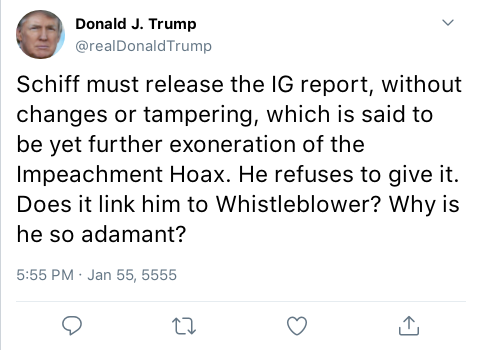 Donald J. Trump
@realDonaldTrump
Schiff must release the IG report, without
changes or tampering, which is said to
be yet further exoneration of the
Impeachment Hoax. He refuses to give it.
Does it link him to Whistleblower? Why is
he so adamant?
5:55 PM · Jan 55, 5555